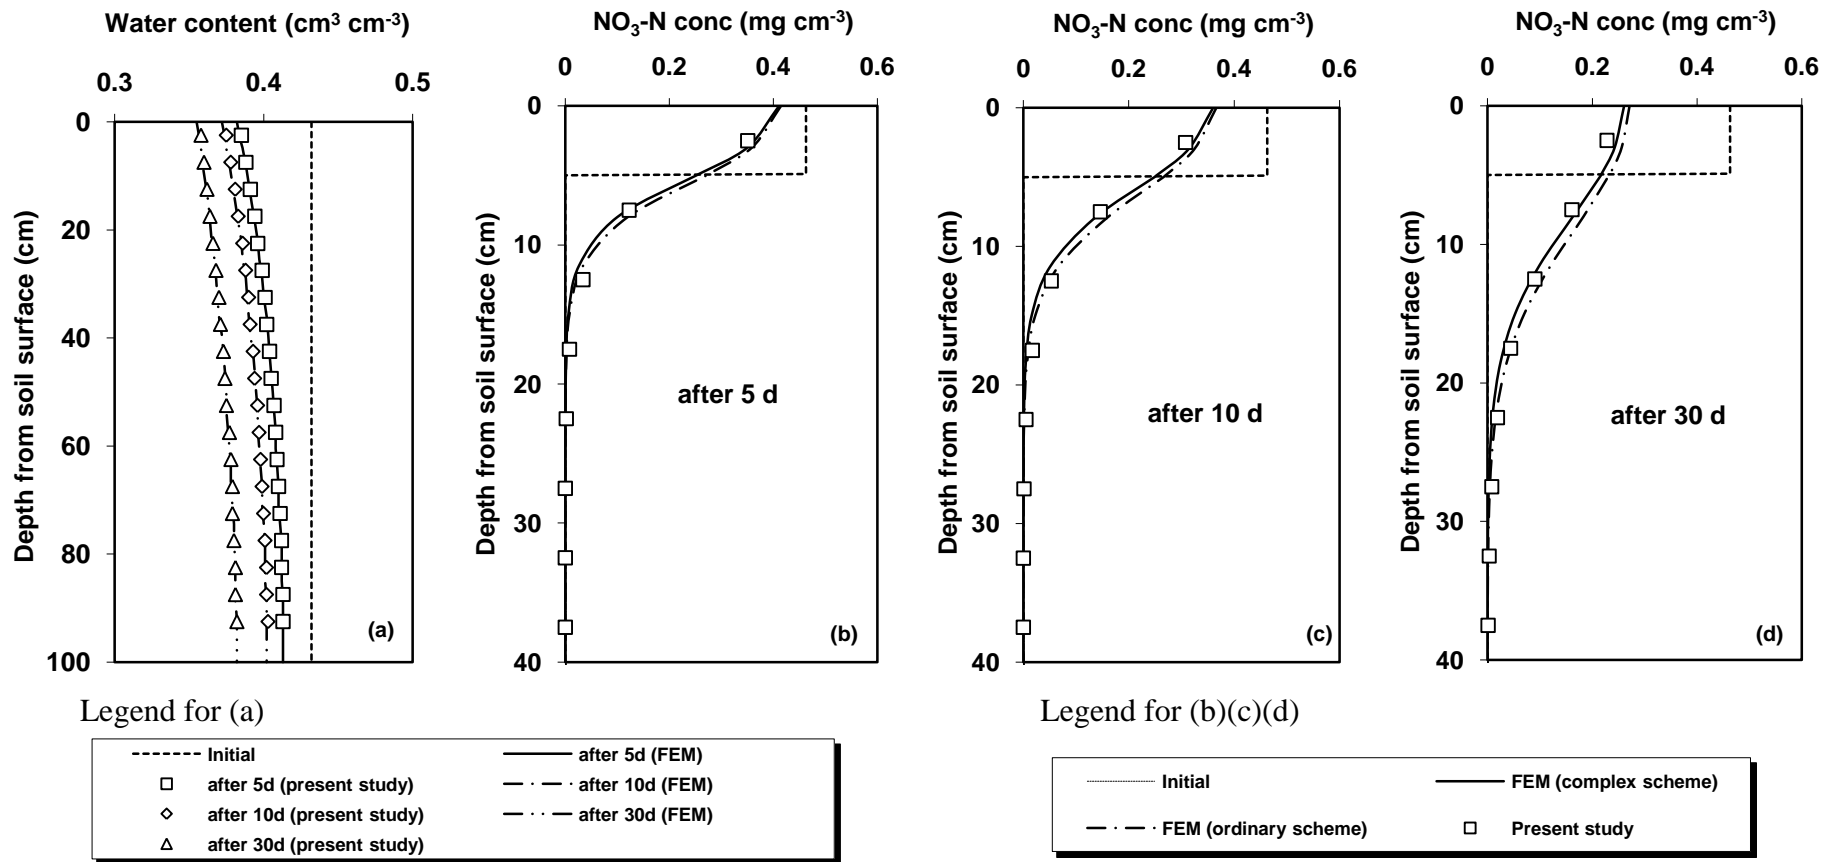 Water content (cm³ cm⁻³)
0.3 0.4 0.5
0
20
40
60
80
100
Depth from soil surface (cm)
(a)
NO₃-N conc (mg cm⁻³)
0 0.2 0.4 0.6
0
10
20
30
40
Depth from soil surface (cm)
after 5 d
(b)
NO₃-N conc (mg cm⁻³)
0 0.2 0.4 0.6
0
10
20
30
40
Depth from soil surface (cm)
after 10 d
(c)
NO₃-N conc (mg cm⁻³)
0 0.2 0.4 0.6
0
10
20
30
40
Depth from soil surface (cm)
after 30 d
(d)
Legend for (a)
Initial
after 5d (FEM)
after 5d (present study)
after 10d (FEM)
after 10d (present study)
after 30d (FEM)
after 30d (present study)
Legend for (b)(c)(d)
Initial
FEM (complex scheme)
FEM (ordinary scheme)
Present study